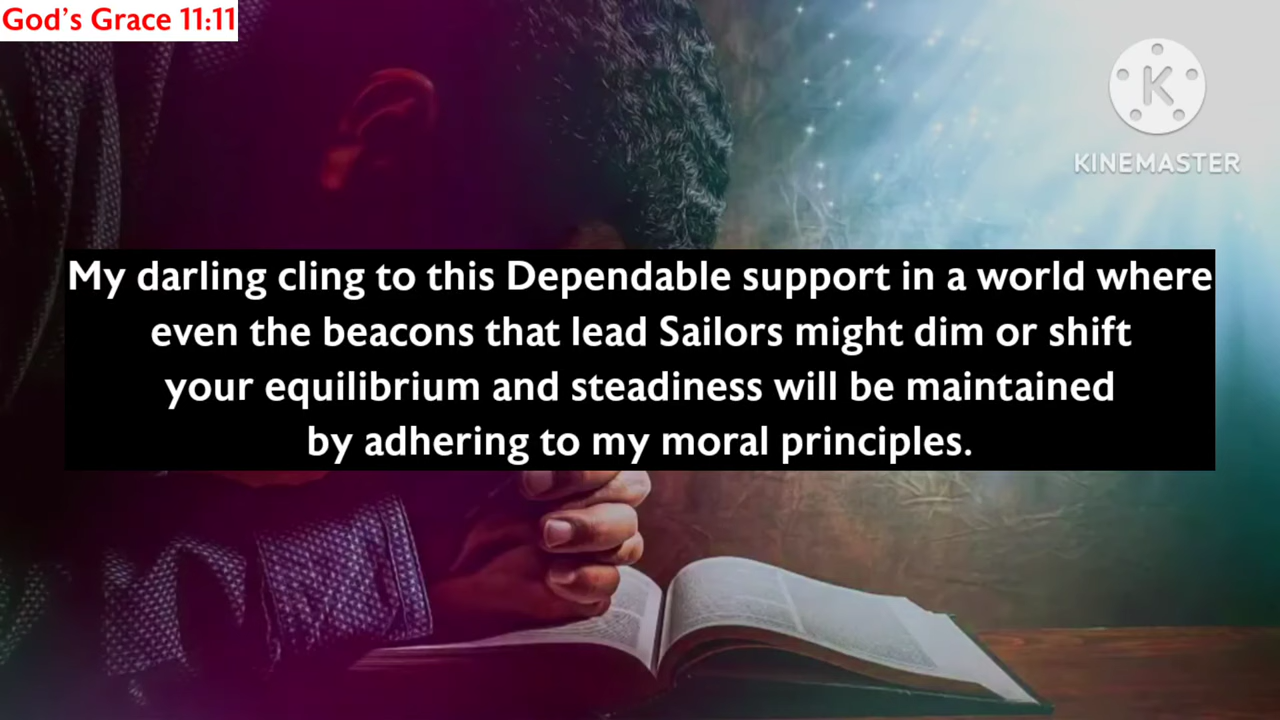 God's Grace 11:11
K
KINEMASTER
My darling cling to this Dependable support in a world where
even the beacons that lead Sailors might dim or shift
your equilibrium and steadiness will be maintained
by adhering to my moral principles.